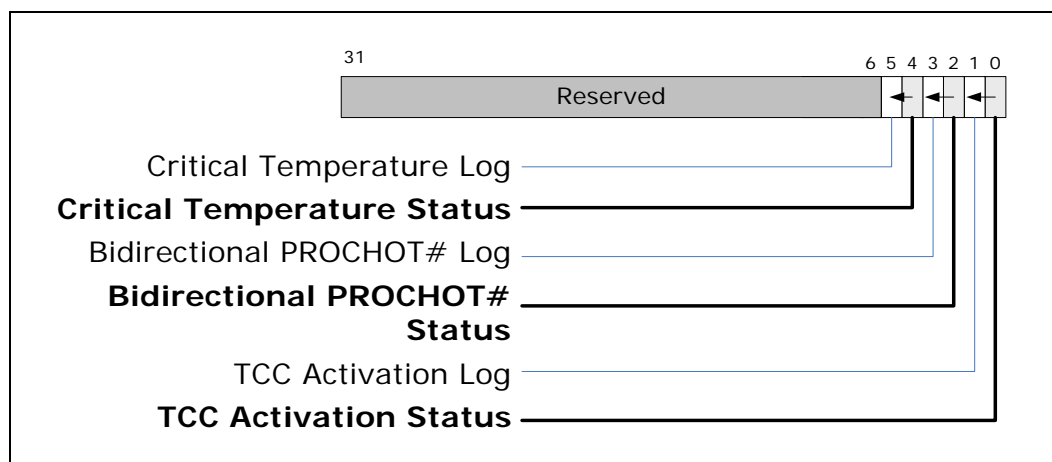 31 6 5 4 3 2 1 0
Reserved
Critical Temperature Log
Critical Temperature Status
Bidirectional PROCHOT# Log
Bidirectional PROCHOT#
Status
TCC Activation Log
TCC Activation Status